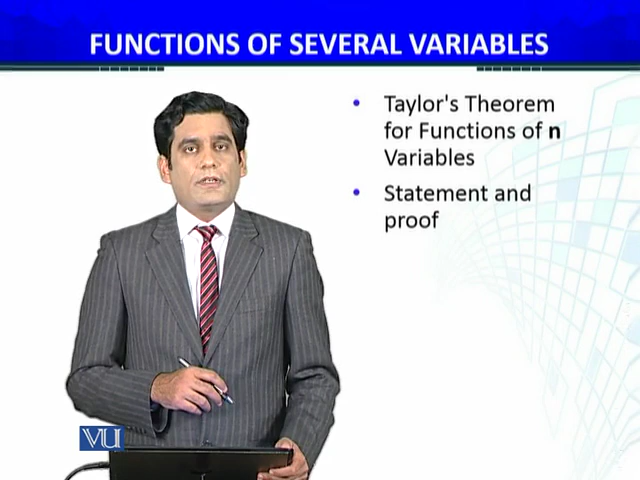 FUNCTIONS OF SEVERAL VARIABLES
• Taylor's Theorem
for Functions of n
Variables
• Statement and
proof
VU